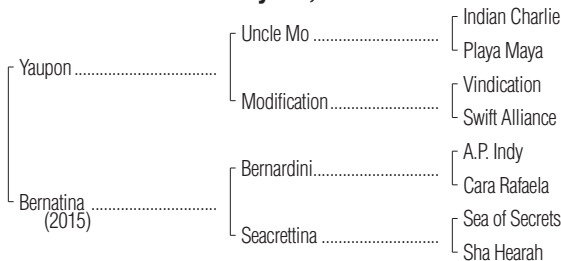 Indian Charlie
Uncle Mo
Playa Maya
Yaupon
Vindication
Modification
Swift Alliance
A.P. Indy
Bernardini
Cara Rafaela
Bernatina
(2015)
Sea of Secrets
Seacrettina
Sha Hearah